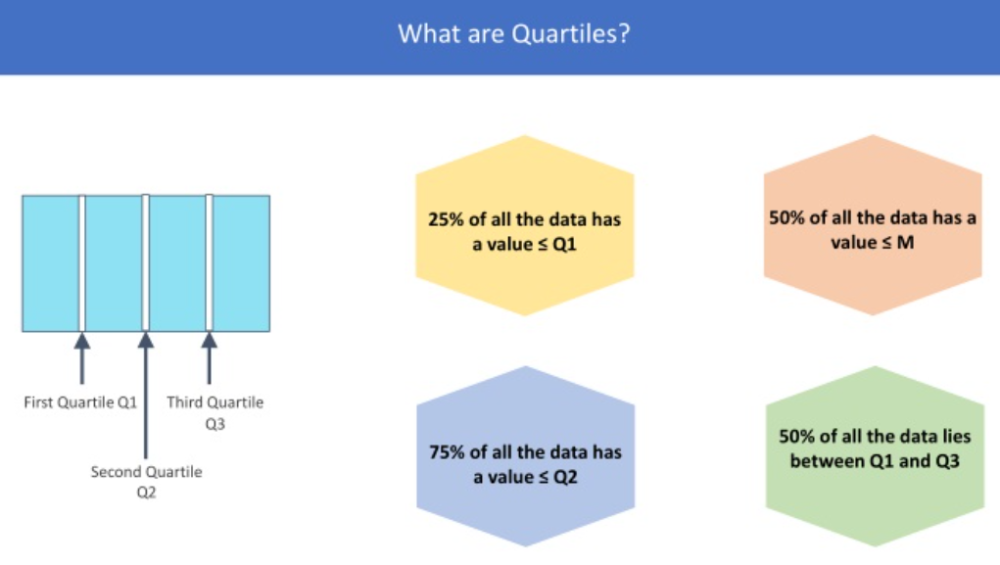 What are Quartiles?
25% of all the data has
a value ≤ Q1
50% of all the data has a
value ≤ M
First Quartile Q1
Third Quartile
Q3
Second Quartile
Q2
75% of all the data has
a value ≤ Q2
50% of all the data lies
between Q1 and Q3